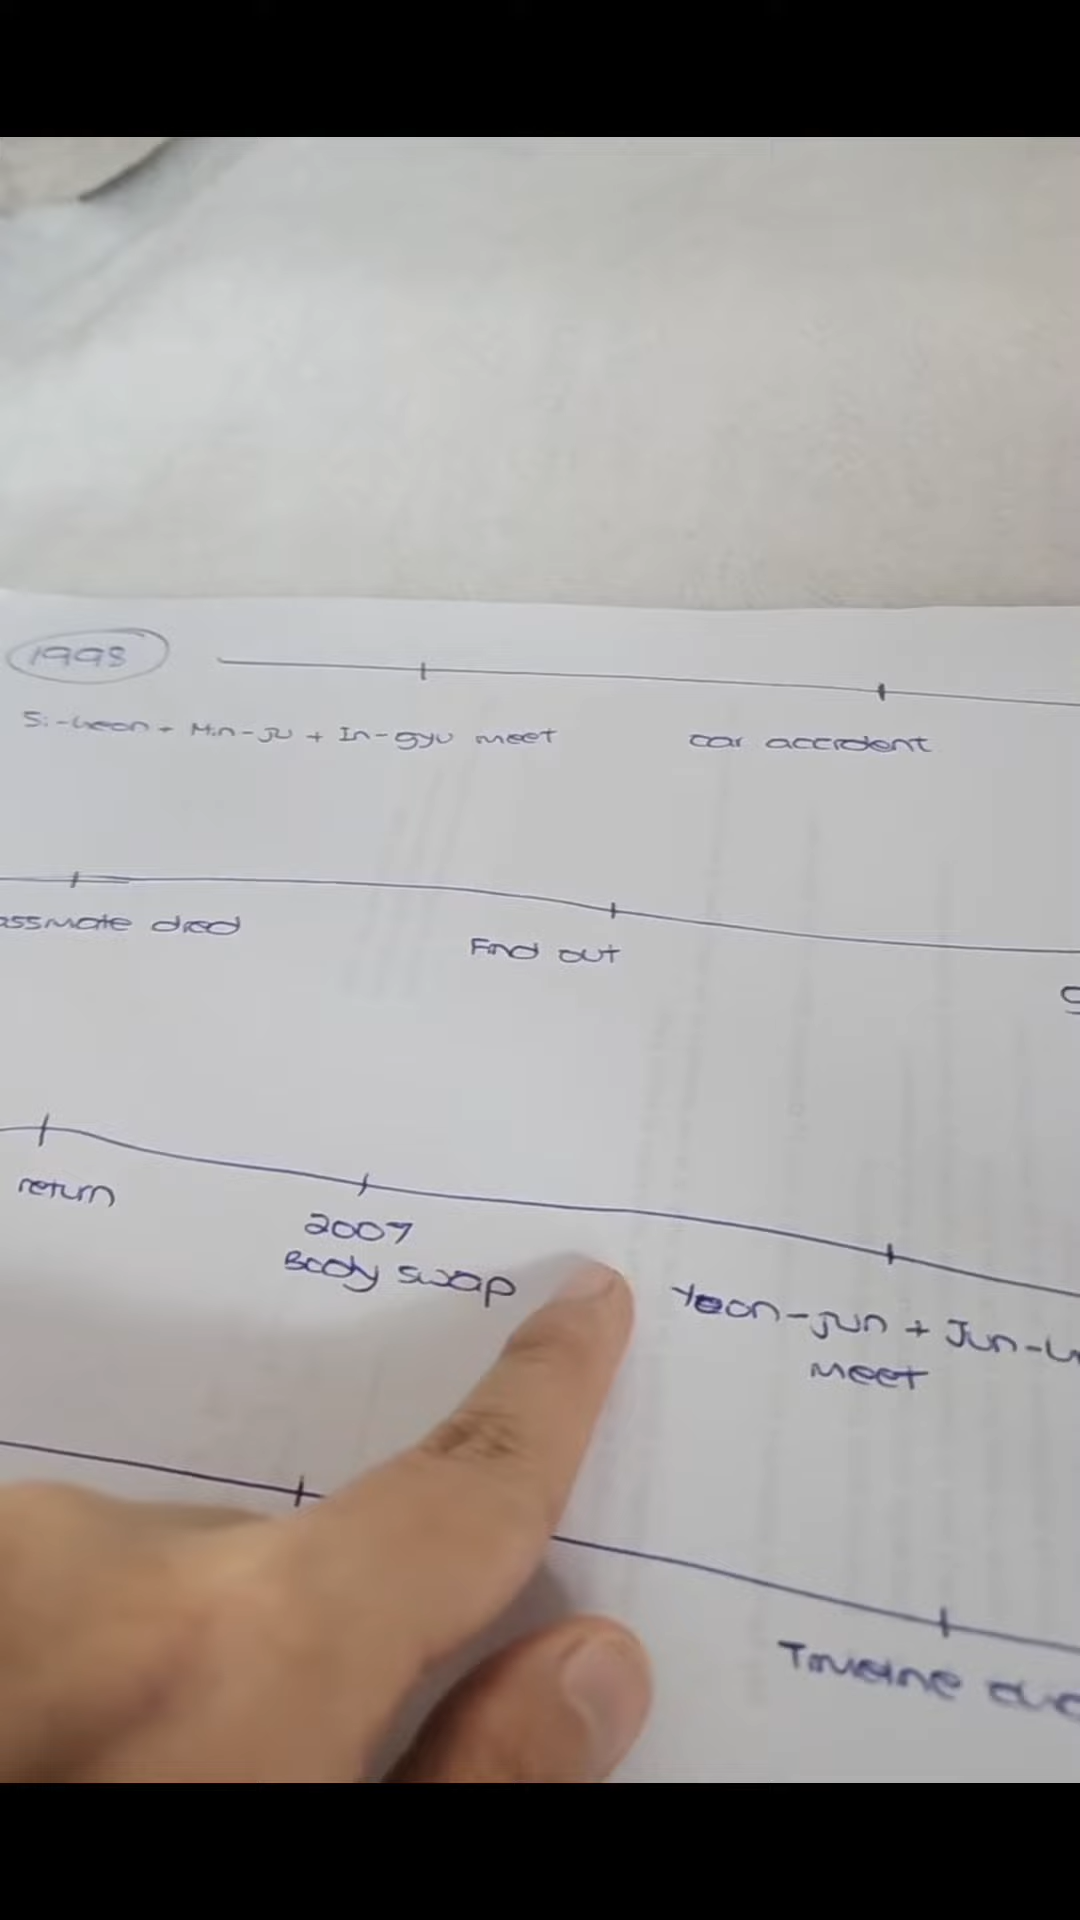 1998
Si-heon + Min-ju + In-gyu meet
car accident
assmate died
Find out
return
2007
Body swap
Yeon-jun + Jun-
meet